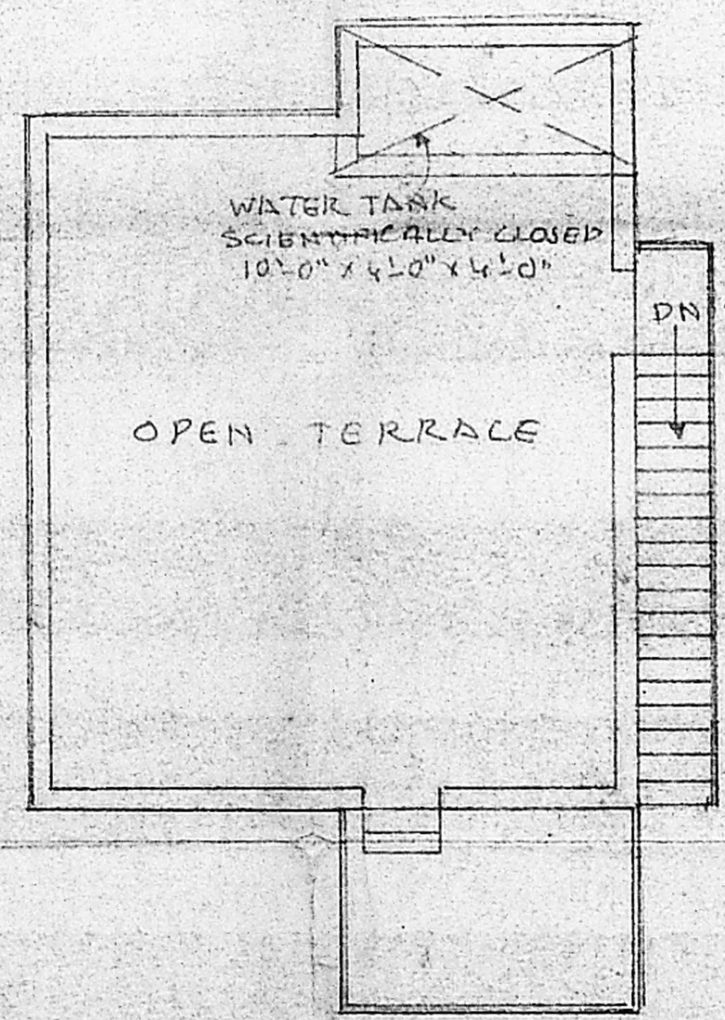 WATER TANK
SCIENTIFICALLY CLOSED
10'-0" X 4'-0" X 4'-0"
DN
OPEN TERRACE